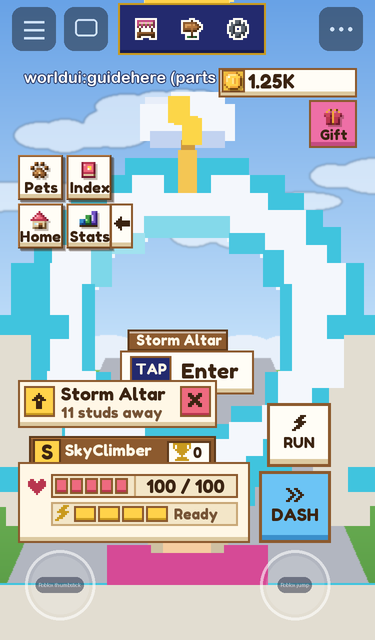 worldui:guidehere (parts
1.25K
Gift
Pets
Index
Home
Stats
Storm Altar
TAP Enter
Storm Altar
11 studs away
RUN
S SkyClimber 0
100 / 100
Ready
DASH
Roblox thumbstick
Roblox jump